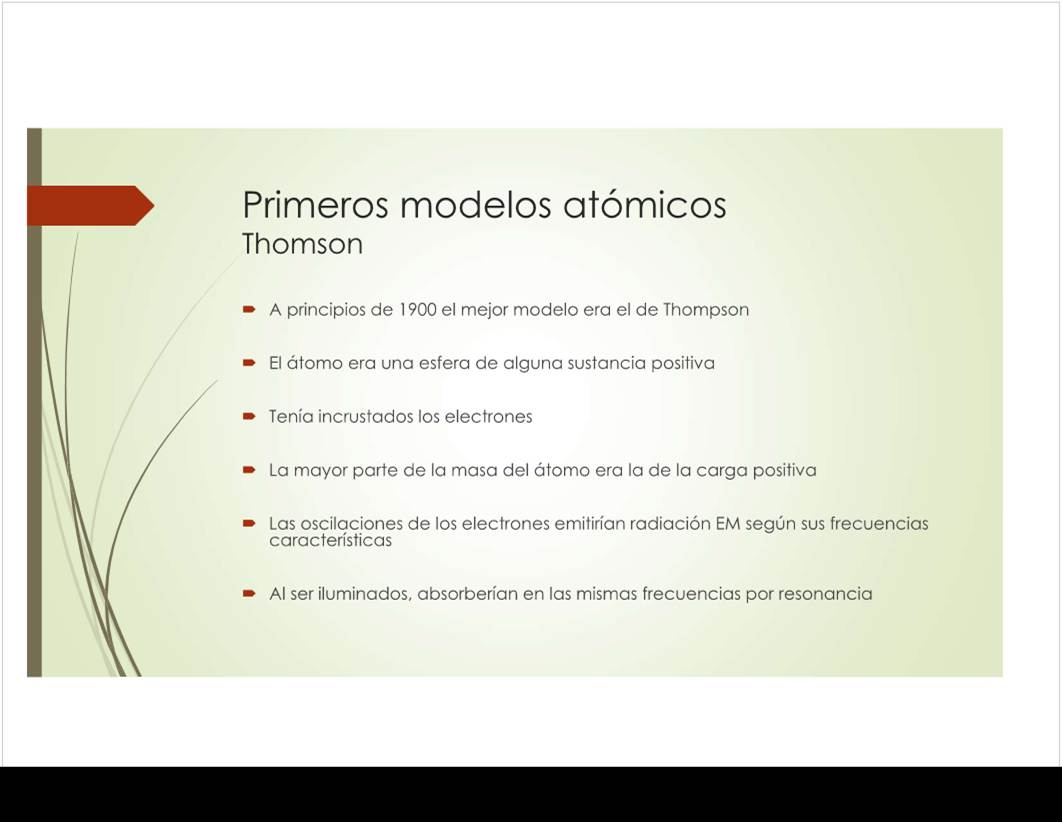 Primeros modelos atómicos
Thomson
A principios de 1900 el mejor modelo era el de Thompson
El átomo era una esfera de alguna sustancia positiva
Tenía incrustados los electrones
La mayor parte de la masa del átomo era la de la carga positiva
Las oscilaciones de los electrones emitirían radiación EM según sus frecuencias
características
Al ser iluminados, absorberían en las mismas frecuencias por resonancia